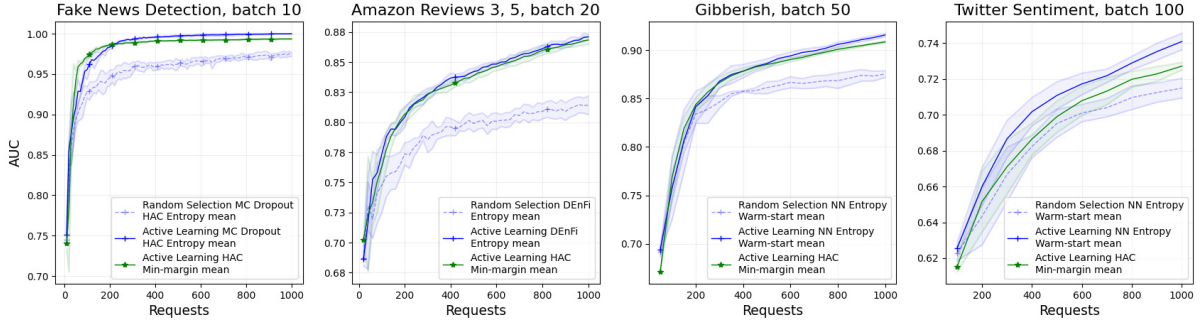 Fake News Detection, batch 10
AUC
1.00
0.95
0.90
0.85
0.80
0.75
0.70
0
200
400
600
800
1000
Requests
Random Selection MC Dropout
HAC Entropy mean
Active Learning MC Dropout
HAC Entropy mean
Active Learning HAC
Min-margin mean
Amazon Reviews 3, 5, batch 20
0.88
0.85
0.82
0.80
0.78
0.75
0.73
0.70
0.68
0
200
400
600
800
1000
Requests
Random Selection DEnFi
Entropy mean
Active Learning DEnFi
Entropy mean
Active Learning HAC
Min-margin mean
Gibberish, batch 50
0.90
0.85
0.80
0.75
0.70
0
200
400
600
800
1000
Requests
Random Selection NN Entropy
Warm-start mean
Active Learning NN Entropy
Warm-start mean
Active Learning HAC
Min-margin mean
Twitter Sentiment, batch 100
0.74
0.72
0.70
0.68
0.66
0.64
0.62
200
400
600
800
1000
Requests
Random Selection NN Entropy
Warm-start mean
Active Learning NN Entropy
Warm-start mean
Active Learning HAC
Min-margin mean